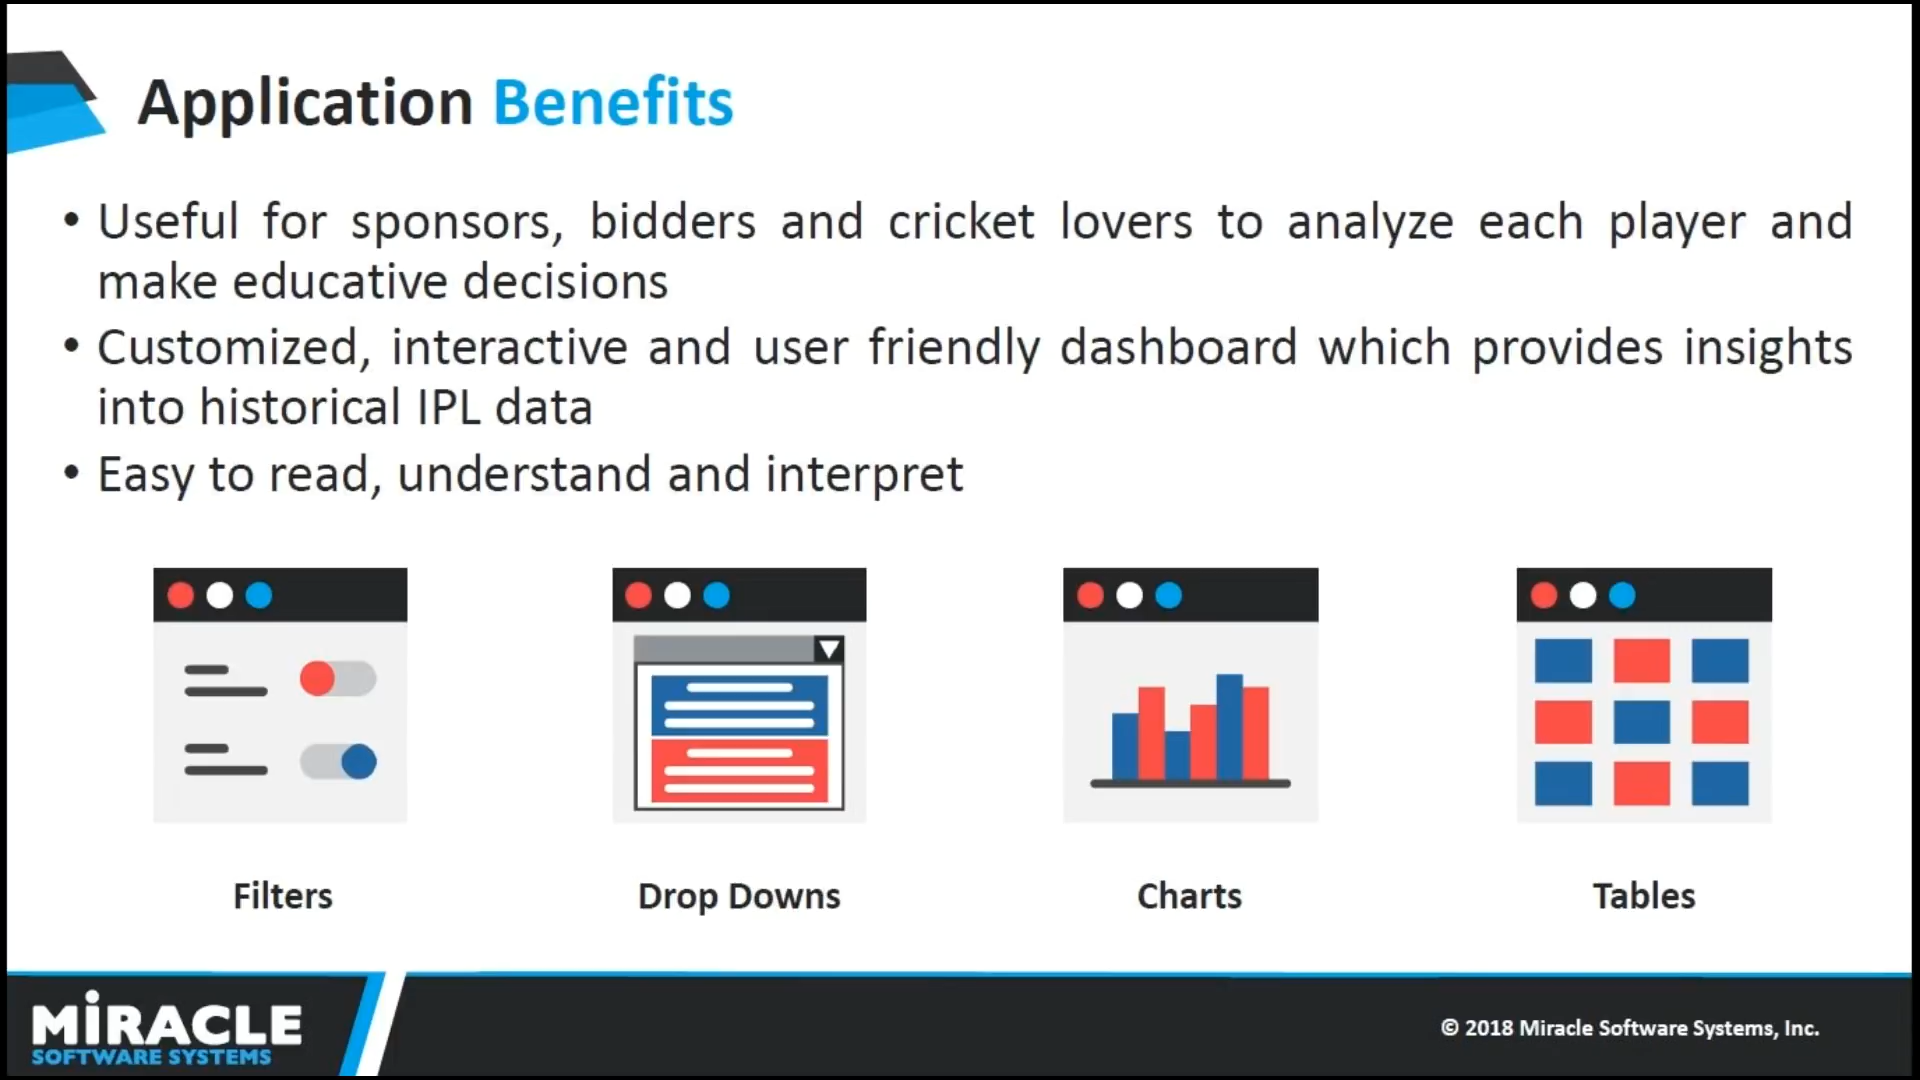 Application Benefits
• Useful for sponsors, bidders and cricket lovers to analyze each player and
make educative decisions
• Customized, interactive and user friendly dashboard which provides insights
into historical IPL data
• Easy to read, understand and interpret
Filters
Drop Downs
Charts
Tables
MiRACLE
SOFTWARE SYSTEMS
© 2018 Miracle Software Systems, Inc.